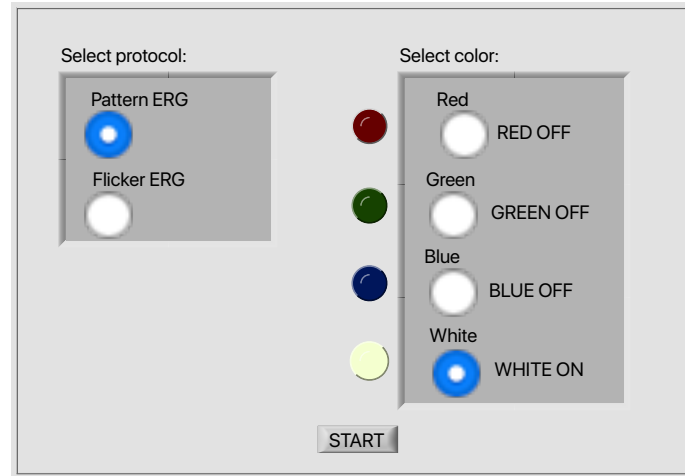 Select protocol:
Pattern ERG
Flicker ERG
Select color:
Red
RED OFF
Green
GREEN OFF
Blue
BLUE OFF
White
WHITE ON
START